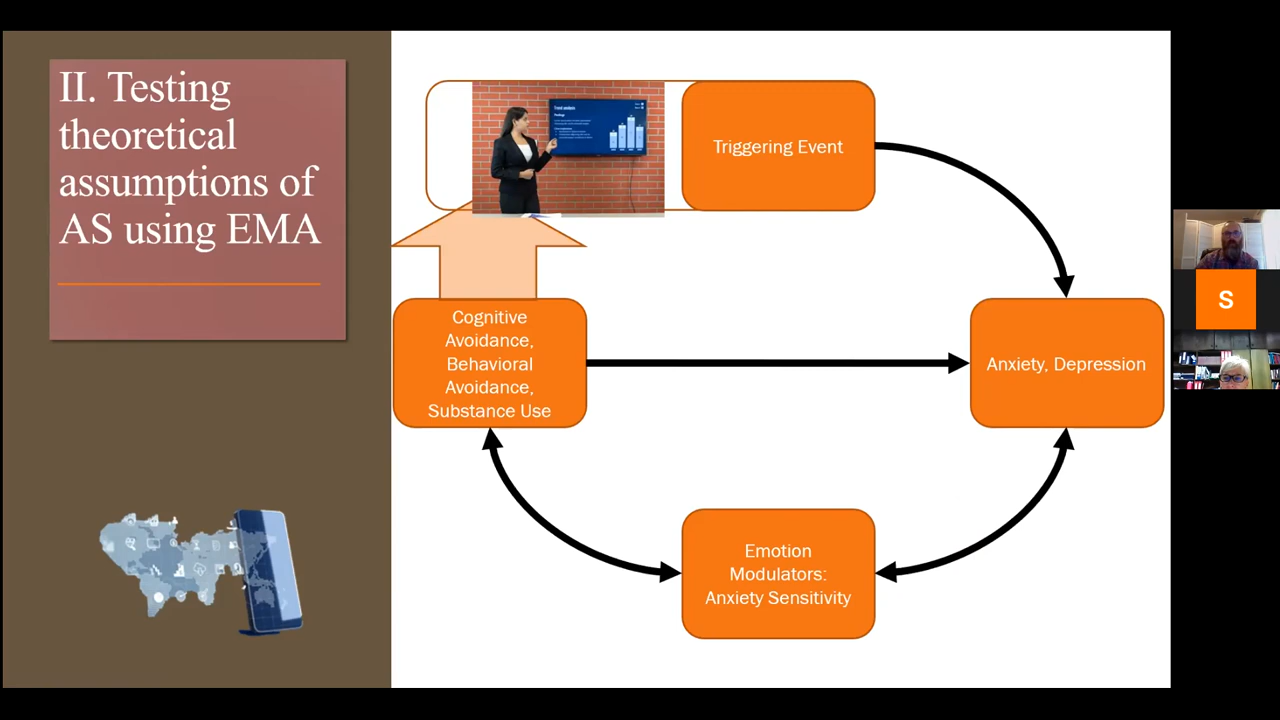 II. Testing
theoretical
assumptions of
AS using EMA
Triggering Event
Cognitive
Avoidance,
Behavioral
Avoidance,
Substance Use
Anxiety, Depression
Emotion
Modulators:
Anxiety Sensitivity
S